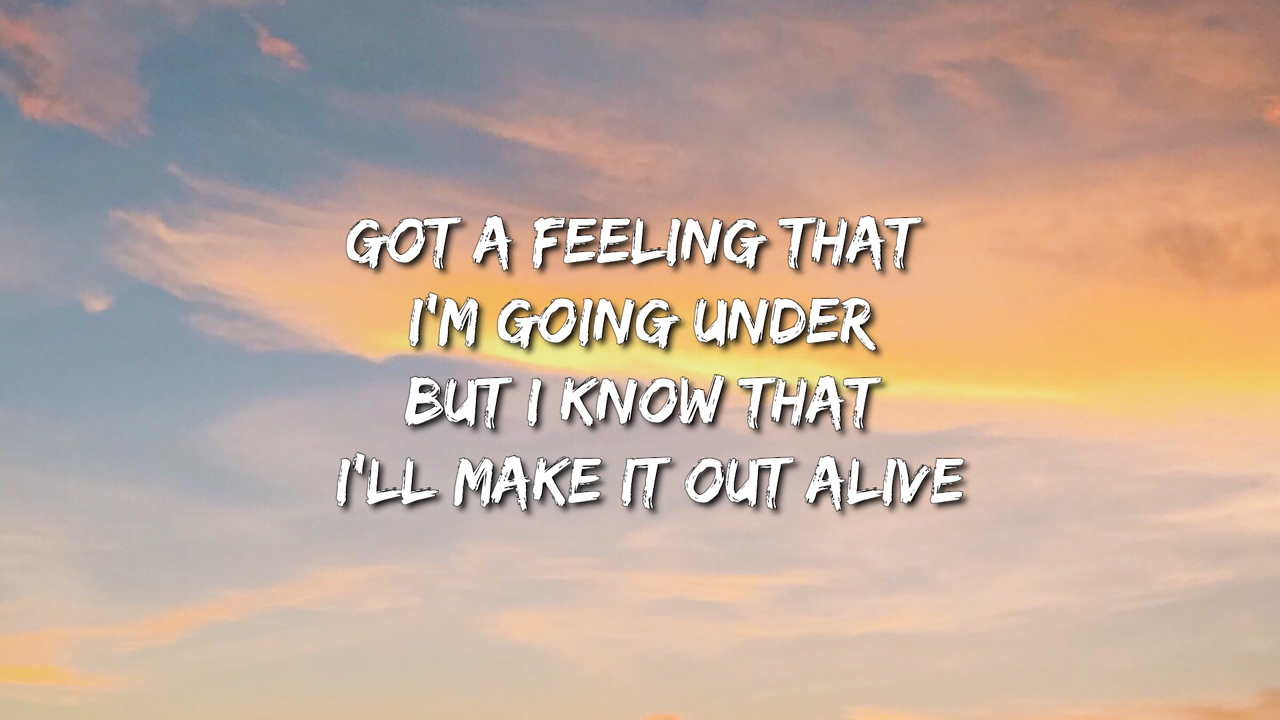 GOT A FEELING THAT
I'M GOING UNDER
BUT I KNOW THAT
I'LL MAKE IT OUT ALIVE